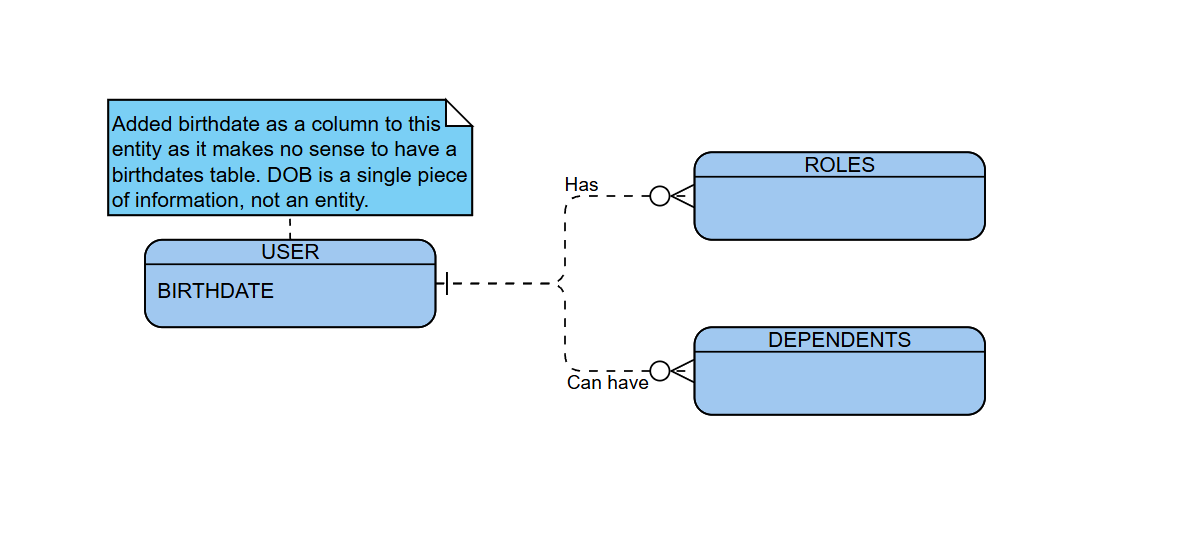 Added birthdate as a column to this
entity as it makes no sense to have a
birthdates table. DOB is a single piece
of information, not an entity.
USER
BIRTHDATE
Has
ROLES
Can have
DEPENDENTS